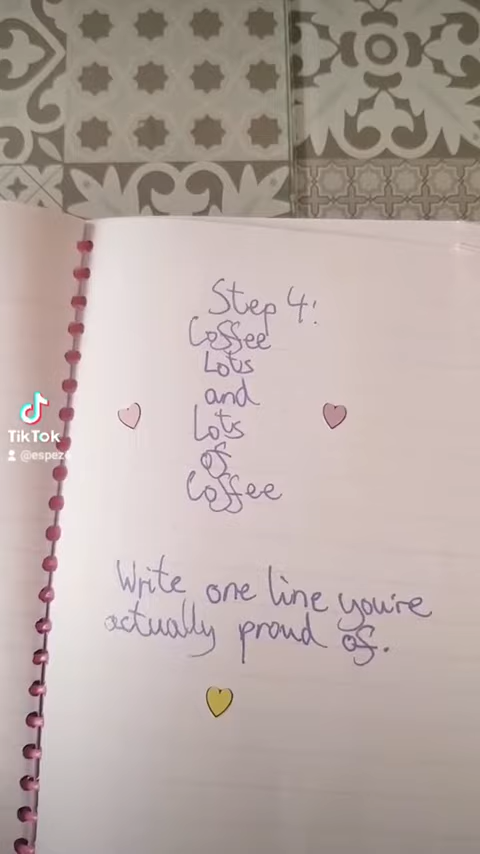 Step 4:
Coffee
Lots
and
Lots
of
Coffee
TikTok
Write one line you're
actually proud of.